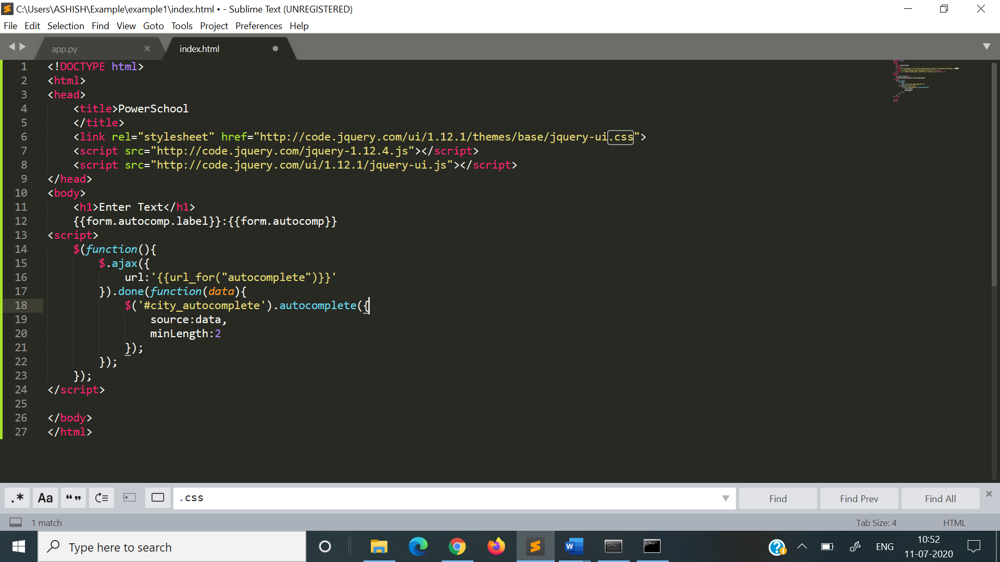 C:\Users\ASHISH\Example\example1\index.html • - Sublime Text (UNREGISTERED)
File Edit Selection Find View Goto Tools Project Preferences Help
app.py index.html
1 <!DOCTYPE html>
2 <html>
3 <head>
4 <title>PowerSchool
5 </title>
6 <link rel="stylesheet" href="http://code.jquery.com/ui/1.12.1/themes/base/jquery-ui.css">
7 <script src="http://code.jquery.com/jquery-1.12.4.js"></script>
8 <script src="http://code.jquery.com/ui/1.12.1/jquery-ui.js"></script>
9 </head>
10 <body>
11 <h1>Enter Text</h1>
12 {{form.autocomp.label}}:{{form.autocomp}}
13 <script>
14 $(function(){
15 $.ajax({
16 url:'{{url_for("autocomplete")}}'
17 }).done(function(data){
18 $('#city_autocomplete').autocomplete({
19 source:data,
20 minLength:2
21 });
22 });
23 });
24 </script>
25
26 </body>
27 </html>
.* Aa “ ” .css Find Find Prev Find All
1 match Tab Size: 4 HTML
Type here to search ENG 10:52
11-07-2020